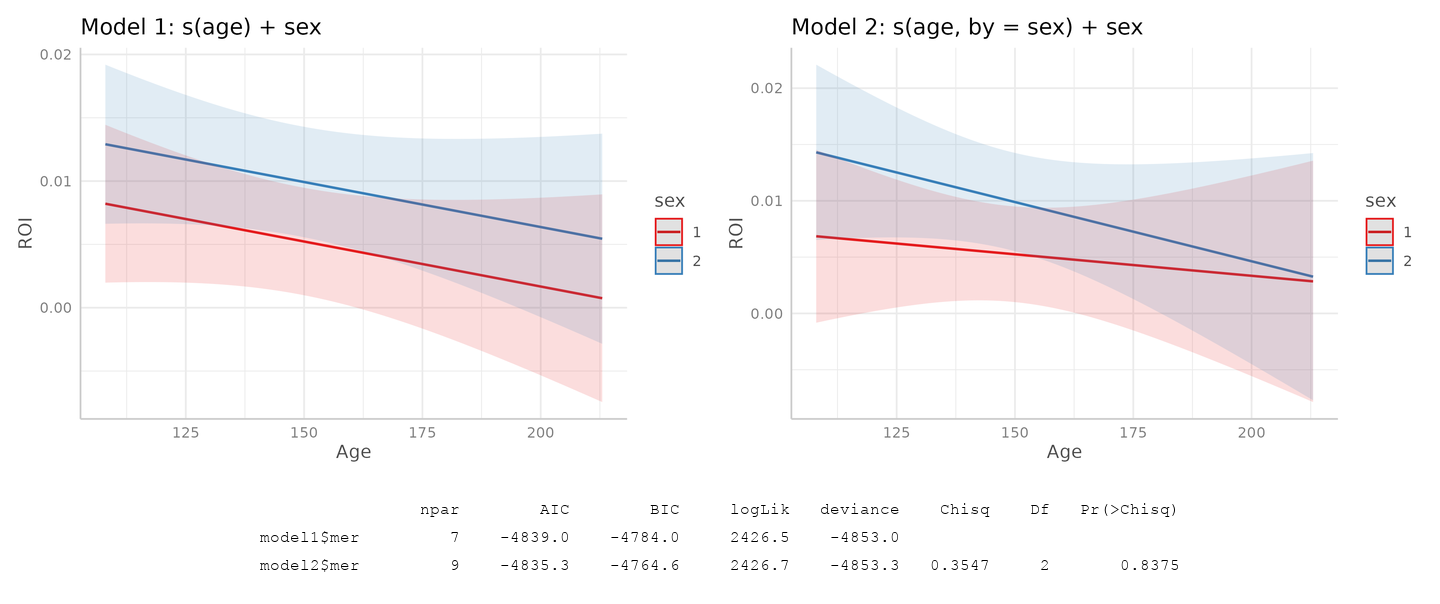 Model 1: s(age) + sex
0.02
0.01
0.00
ROI
125 150 175 200
Age
sex
1
2
Model 2: s(age, by = sex) + sex
0.02
0.01
0.00
ROI
125 150 175 200
Age
sex
1
2
npar AIC BIC logLik deviance Chisq Df Pr(>Chisq)
model1$mer 7 -4839.0 -4784.0 2426.5 -4853.0
model2$mer 9 -4835.3 -4764.6 2426.7 -4853.3 0.3547 2 0.8375